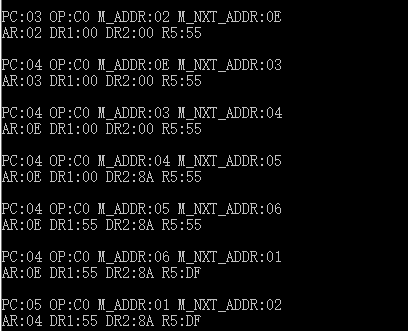 PC:03 OP:C0 M_ADDR:02 M_NXT_ADDR:0E
AR:02 DR1:00 DR2:00 R5:55
PC:04 OP:C0 M_ADDR:0E M_NXT_ADDR:03
AR:03 DR1:00 DR2:00 R5:55
PC:04 OP:C0 M_ADDR:03 M_NXT_ADDR:04
AR:0E DR1:00 DR2:00 R5:55
PC:04 OP:C0 M_ADDR:04 M_NXT_ADDR:05
AR:0E DR1:00 DR2:8A R5:55
PC:04 OP:C0 M_ADDR:05 M_NXT_ADDR:06
AR:0E DR1:55 DR2:8A R5:55
PC:04 OP:C0 M_ADDR:06 M_NXT_ADDR:01
AR:0E DR1:55 DR2:8A R5:DF
PC:05 OP:C0 M_ADDR:01 M_NXT_ADDR:02
AR:04 DR1:55 DR2:8A R5:DF